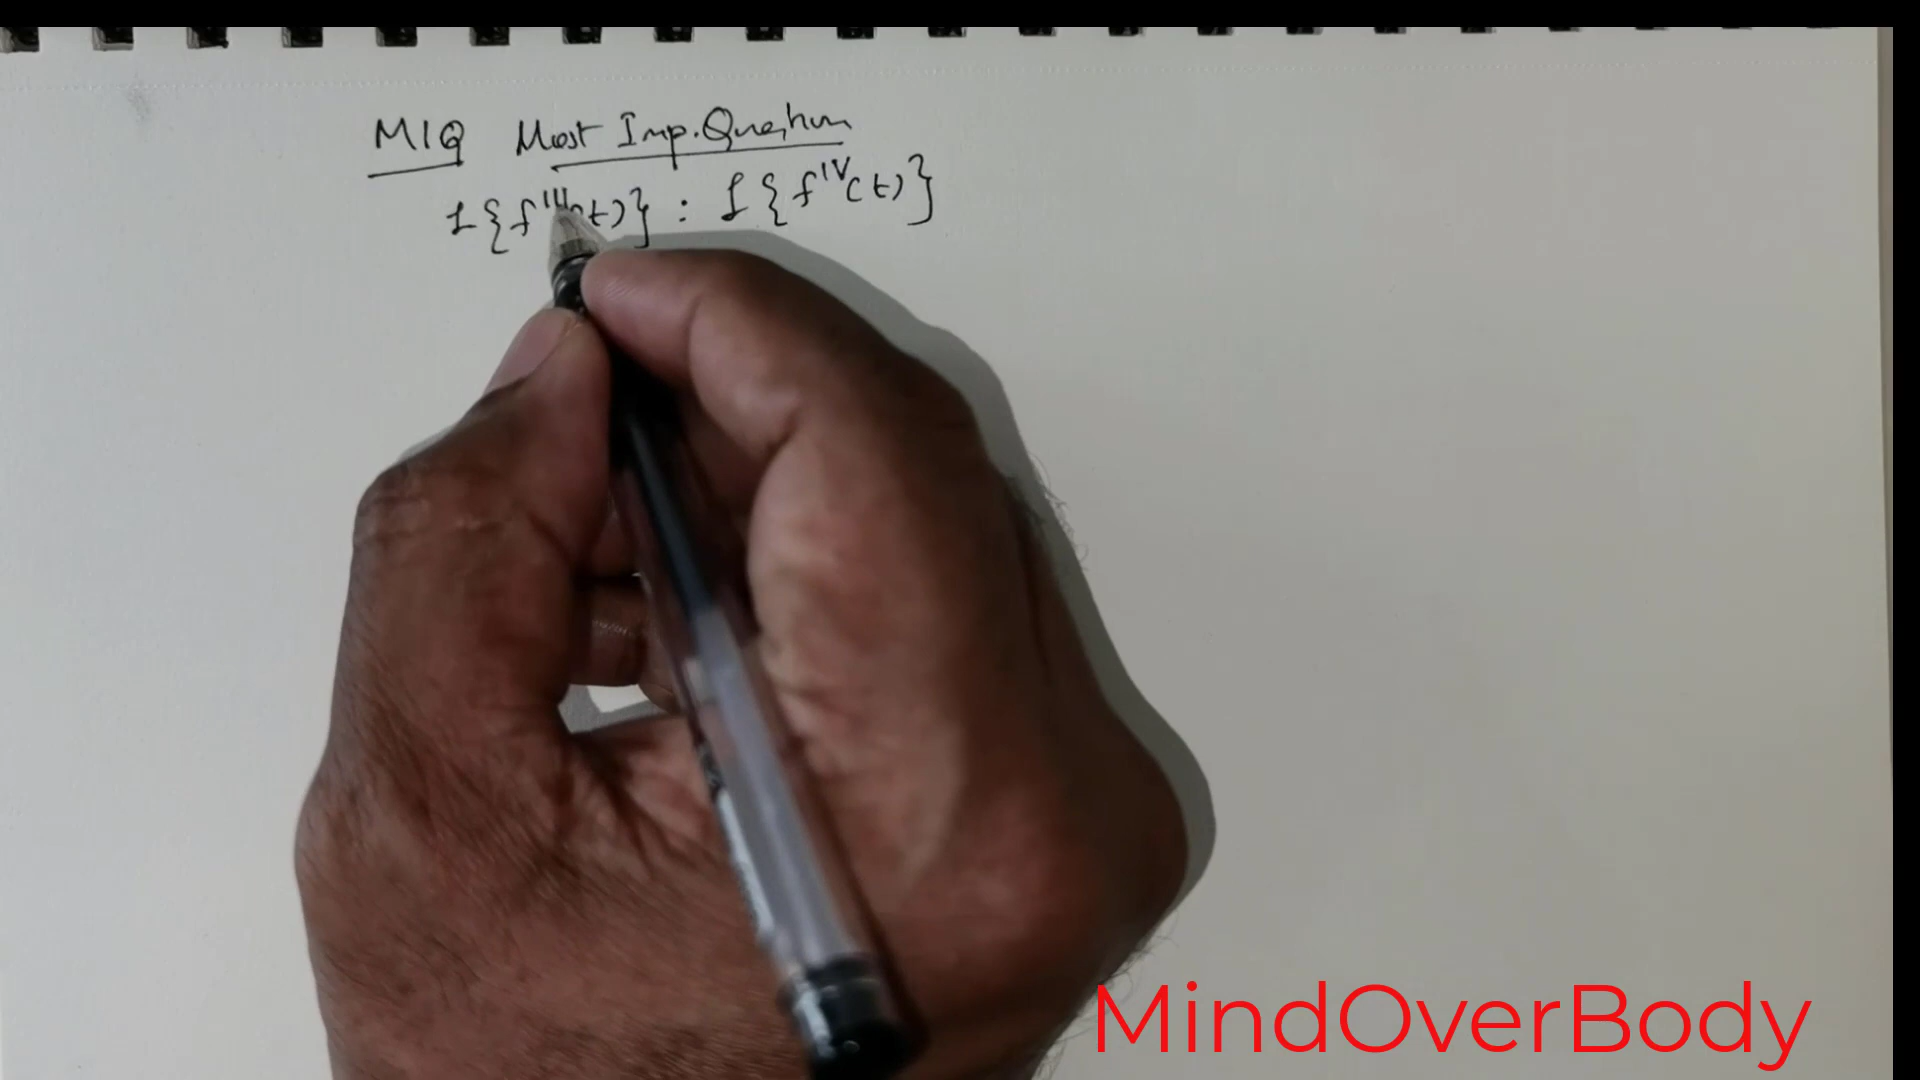 MIQ Most Imp. Question
L{f'''(t)} : L{f^IV(t)}
MindOverBody